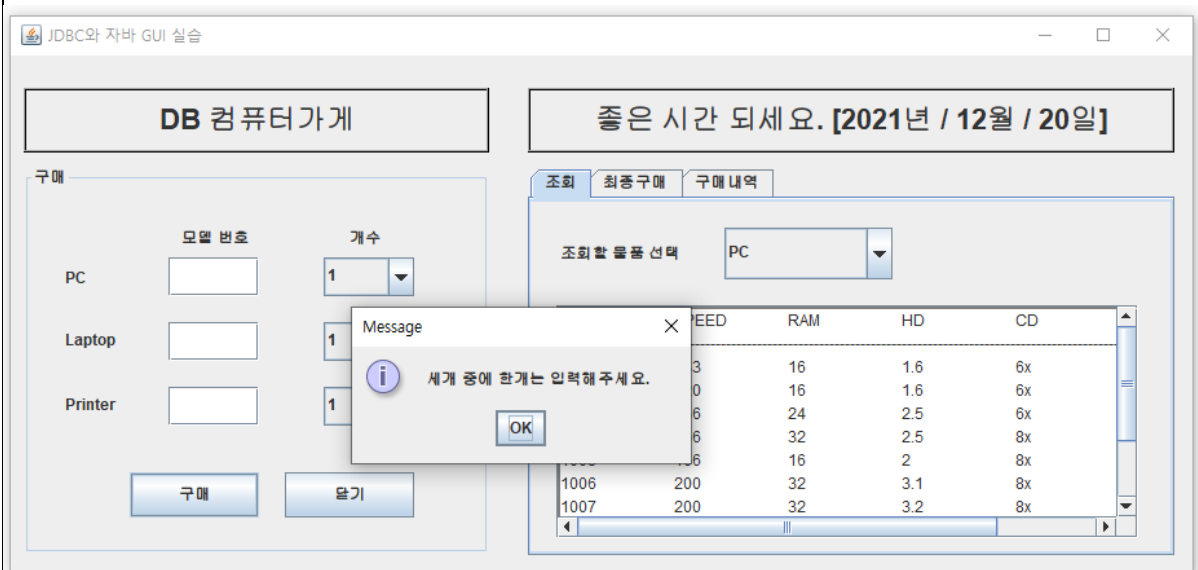 JDBC와 자바 GUI 실습
DB 컴퓨터가게
좋은 시간 되세요. [2021년 / 12월 / 20일]
구매
모델 번호 개수
PC 1
Laptop 1
Printer 1
구매 닫기
조회 최종구매 구매내역
조회할 물품 선택 PC
RAM HD CD
16 1.6 6x
16 1.6 6x
24 2.5 6x
32 2.5 8x
16 2 8x
1006 200 32 3.1 8x
1007 200 32 3.2 8x
Message
세개 중에 한개는 입력해주세요.
OK